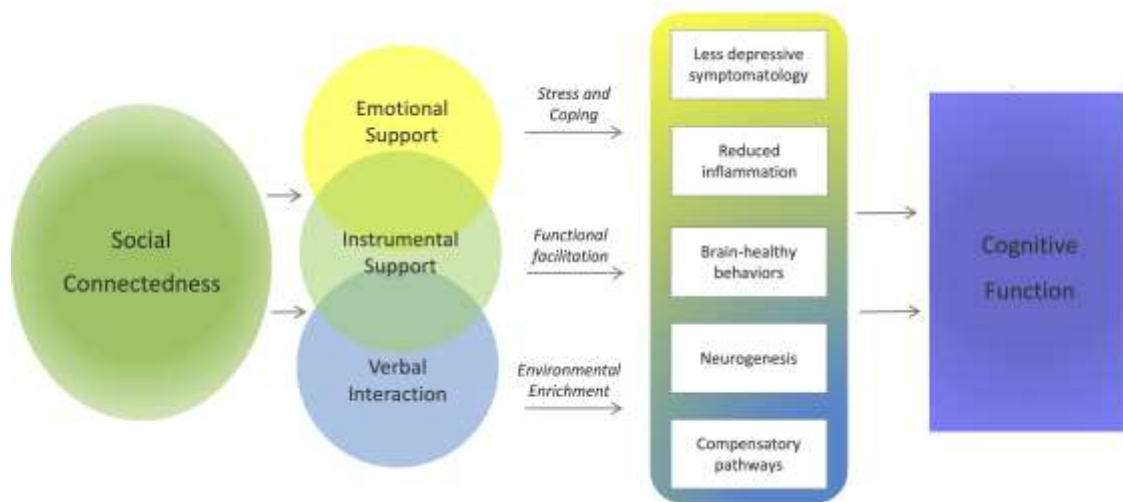 Social
Connectedness
Emotional
Support
Instrumental
Support
Verbal
Interaction
Stress and
Coping
Functional
facilitation
Environmental
Enrichment
Less depressive
symptomatology
Reduced
inflammation
Brain-healthy
behaviors
Neurogenesis
Compensatory
pathways
Cognitive
Function